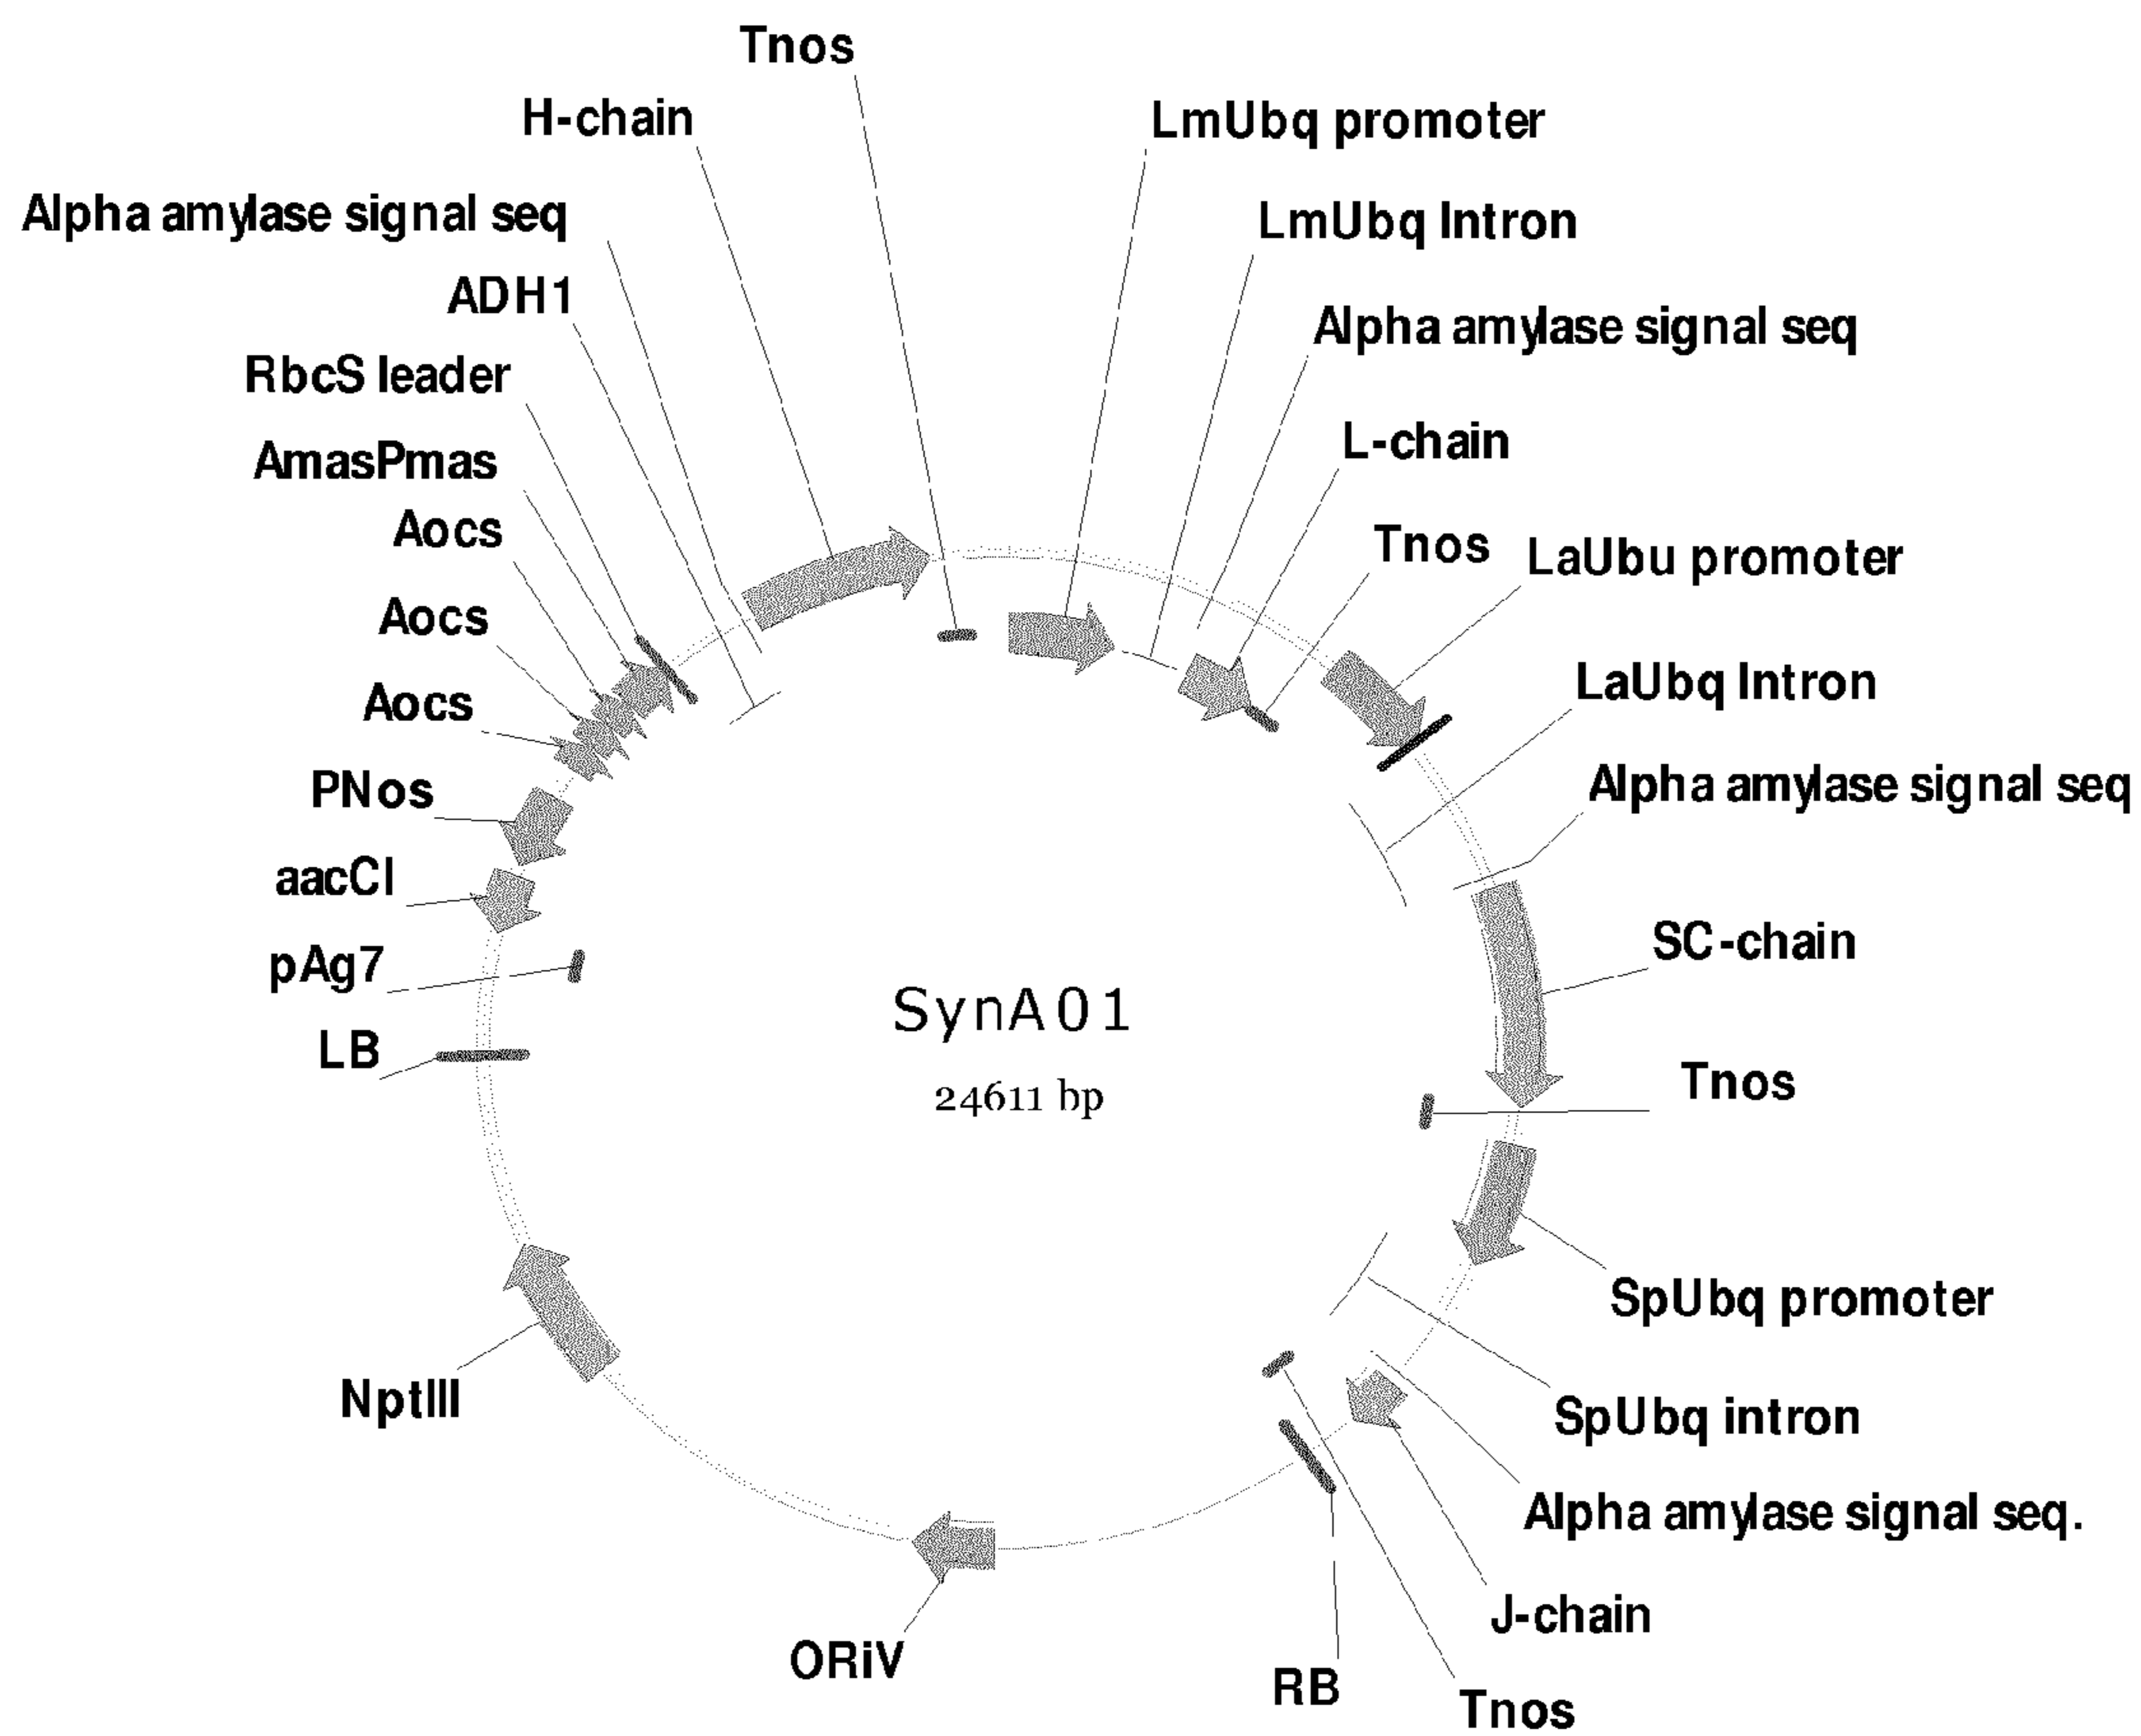 Tnos
H-chain
LmUbq promoter
Alpha amylase signal seq
LmUbq Intron
ADH1
Alpha amylase signal seq
RbcS leader
L-chain
AmasPmas
Tnos
LaUbu promoter
Aocs
Aocs
LaUbq Intron
Aocs
PNos
Alpha amylase signal seq
aacCI
SC-chain
pAg7
SynA01
LB
Tnos
24611 bp
SpUbq promoter
NptIII
SpUbq intron
Alpha amylase signal seq.
J-chain
ORiV
RB
Tnos